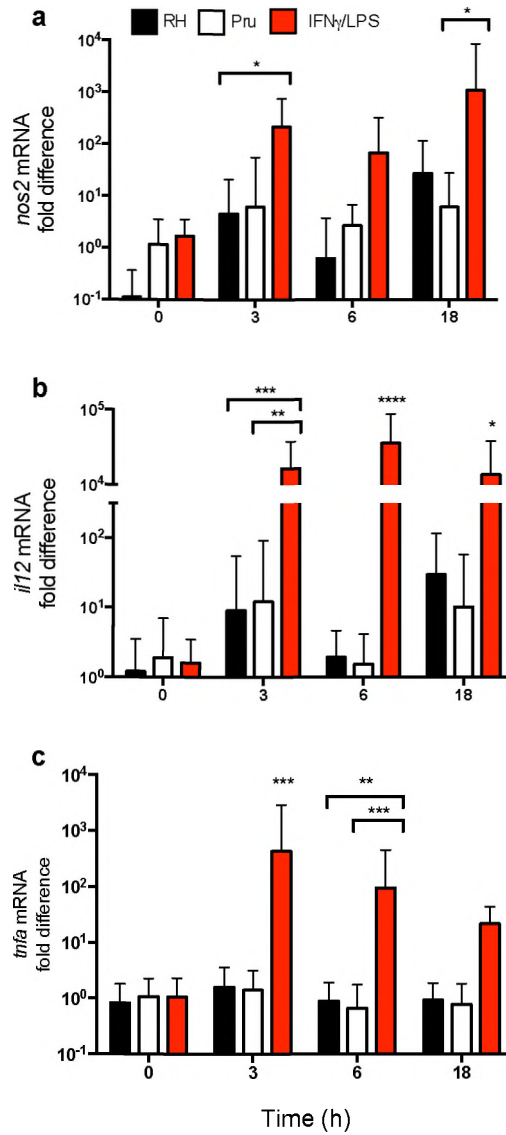 a
RH Pru IFNγ/LPS
nos2 mRNA
fold difference
10⁴
10³
10²
10¹
10⁰
10⁻¹
*
*
0 3 6 18
b
il12 mRNA
fold difference
10⁵
10⁴
10²
10¹
10⁰
***
**
****
*
0 3 6 18
c
tnfa mRNA
fold difference
10⁴
10³
10²
10¹
10⁰
10⁻¹
***
**
***
0 3 6 18
Time (h)